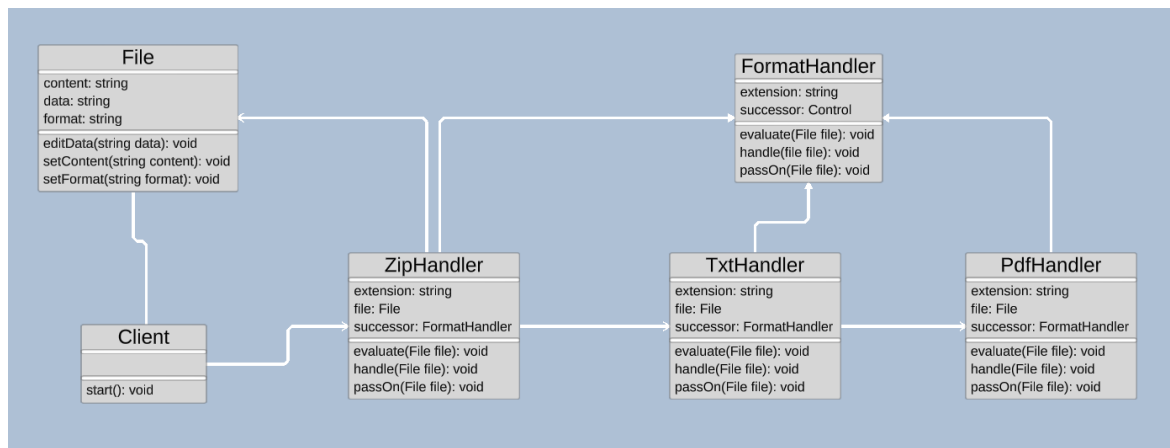 File
content: string
data: string
format: string
editData(string data): void
setContent(string content): void
setFormat(string format): void
FormatHandler
extension: string
successor: Control
evaluate(File file): void
handle(file file): void
passOn(File file): void
Client
start(): void
ZipHandler
extension: string
file: File
successor: FormatHandler
evaluate(File file): void
handle(File file): void
passOn(File file): void
TxtHandler
extension: string
file: File
successor: FormatHandler
evaluate(File file): void
handle(File file): void
passOn(File file): void
PdfHandler
extension: string
file: File
successor: FormatHandler
evaluate(File file): void
handle(File file): void
passOn(File file): void